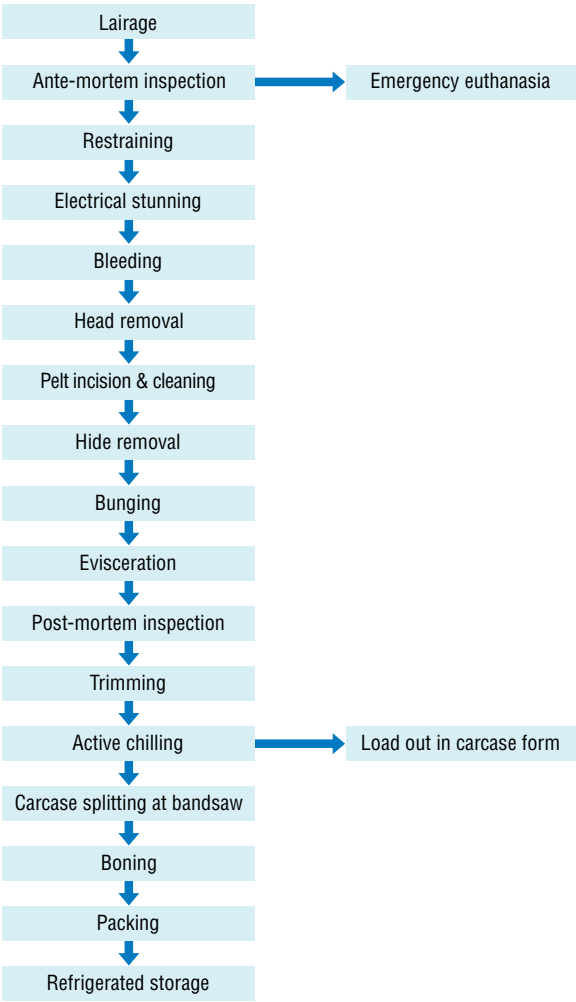 Lairage
Ante-mortem inspection
Emergency euthanasia
Restraining
Electrical stunning
Bleeding
Head removal
Pelt incision & cleaning
Hide removal
Bunging
Evisceration
Post-mortem inspection
Trimming
Active chilling
Load out in carcase form
Carcase splitting at bandsaw
Boning
Packing
Refrigerated storage